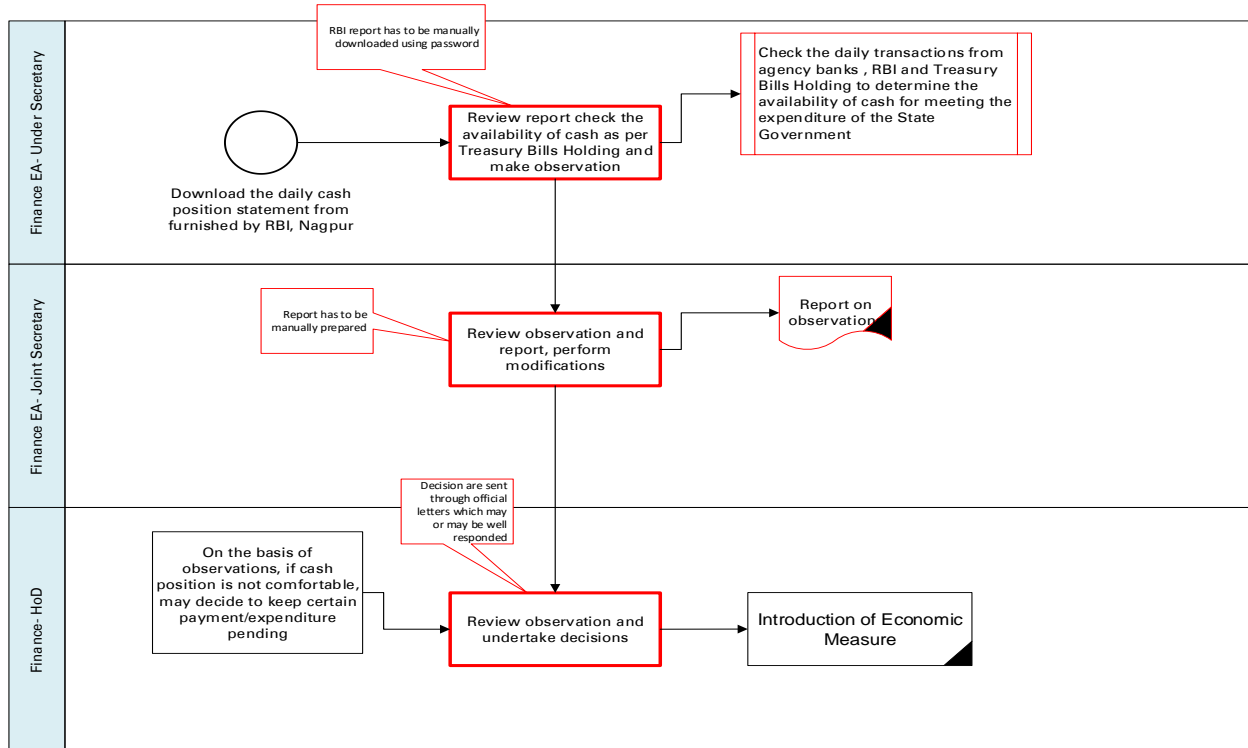 Finance EA- Under Secretary
RBI report has to be manually
downloaded using password
Download the daily cash
position statement from
furnished by RBI, Nagpur
Review report check the
availability of cash as per
Treasury Bills Holding and
make observation
Check the daily transactions from
agency banks , RBI and Treasury
Bills Holding to determine the
availability of cash for meeting the
expenditure of the State
Government
Finance EA- Joint Secretary
Report has to be
manually prepared
Review observation and
report, perform
modifications
Report on
observation
Finance- HoD
Decision are sent
through official
letters which may
or may be well
responded
On the basis of
observations, if cash
position is not comfortable,
may decide to keep certain
payment/expenditure
pending
Review observation and
undertake decisions
Introduction of Economic
Measure